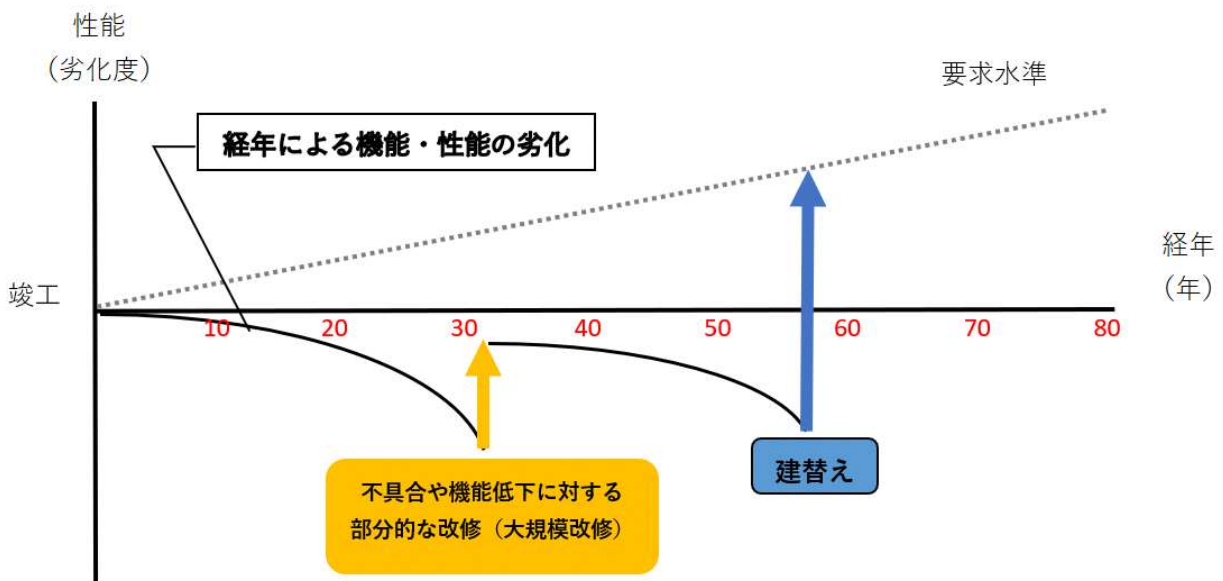 性能
（劣化度）
要求水準
経年による機能・性能の劣化
経年
（年）
竣工
10 20 30 40 50 60 70 80
不具合や機能低下に対する
部分的な改修（大規模改修）
建替え